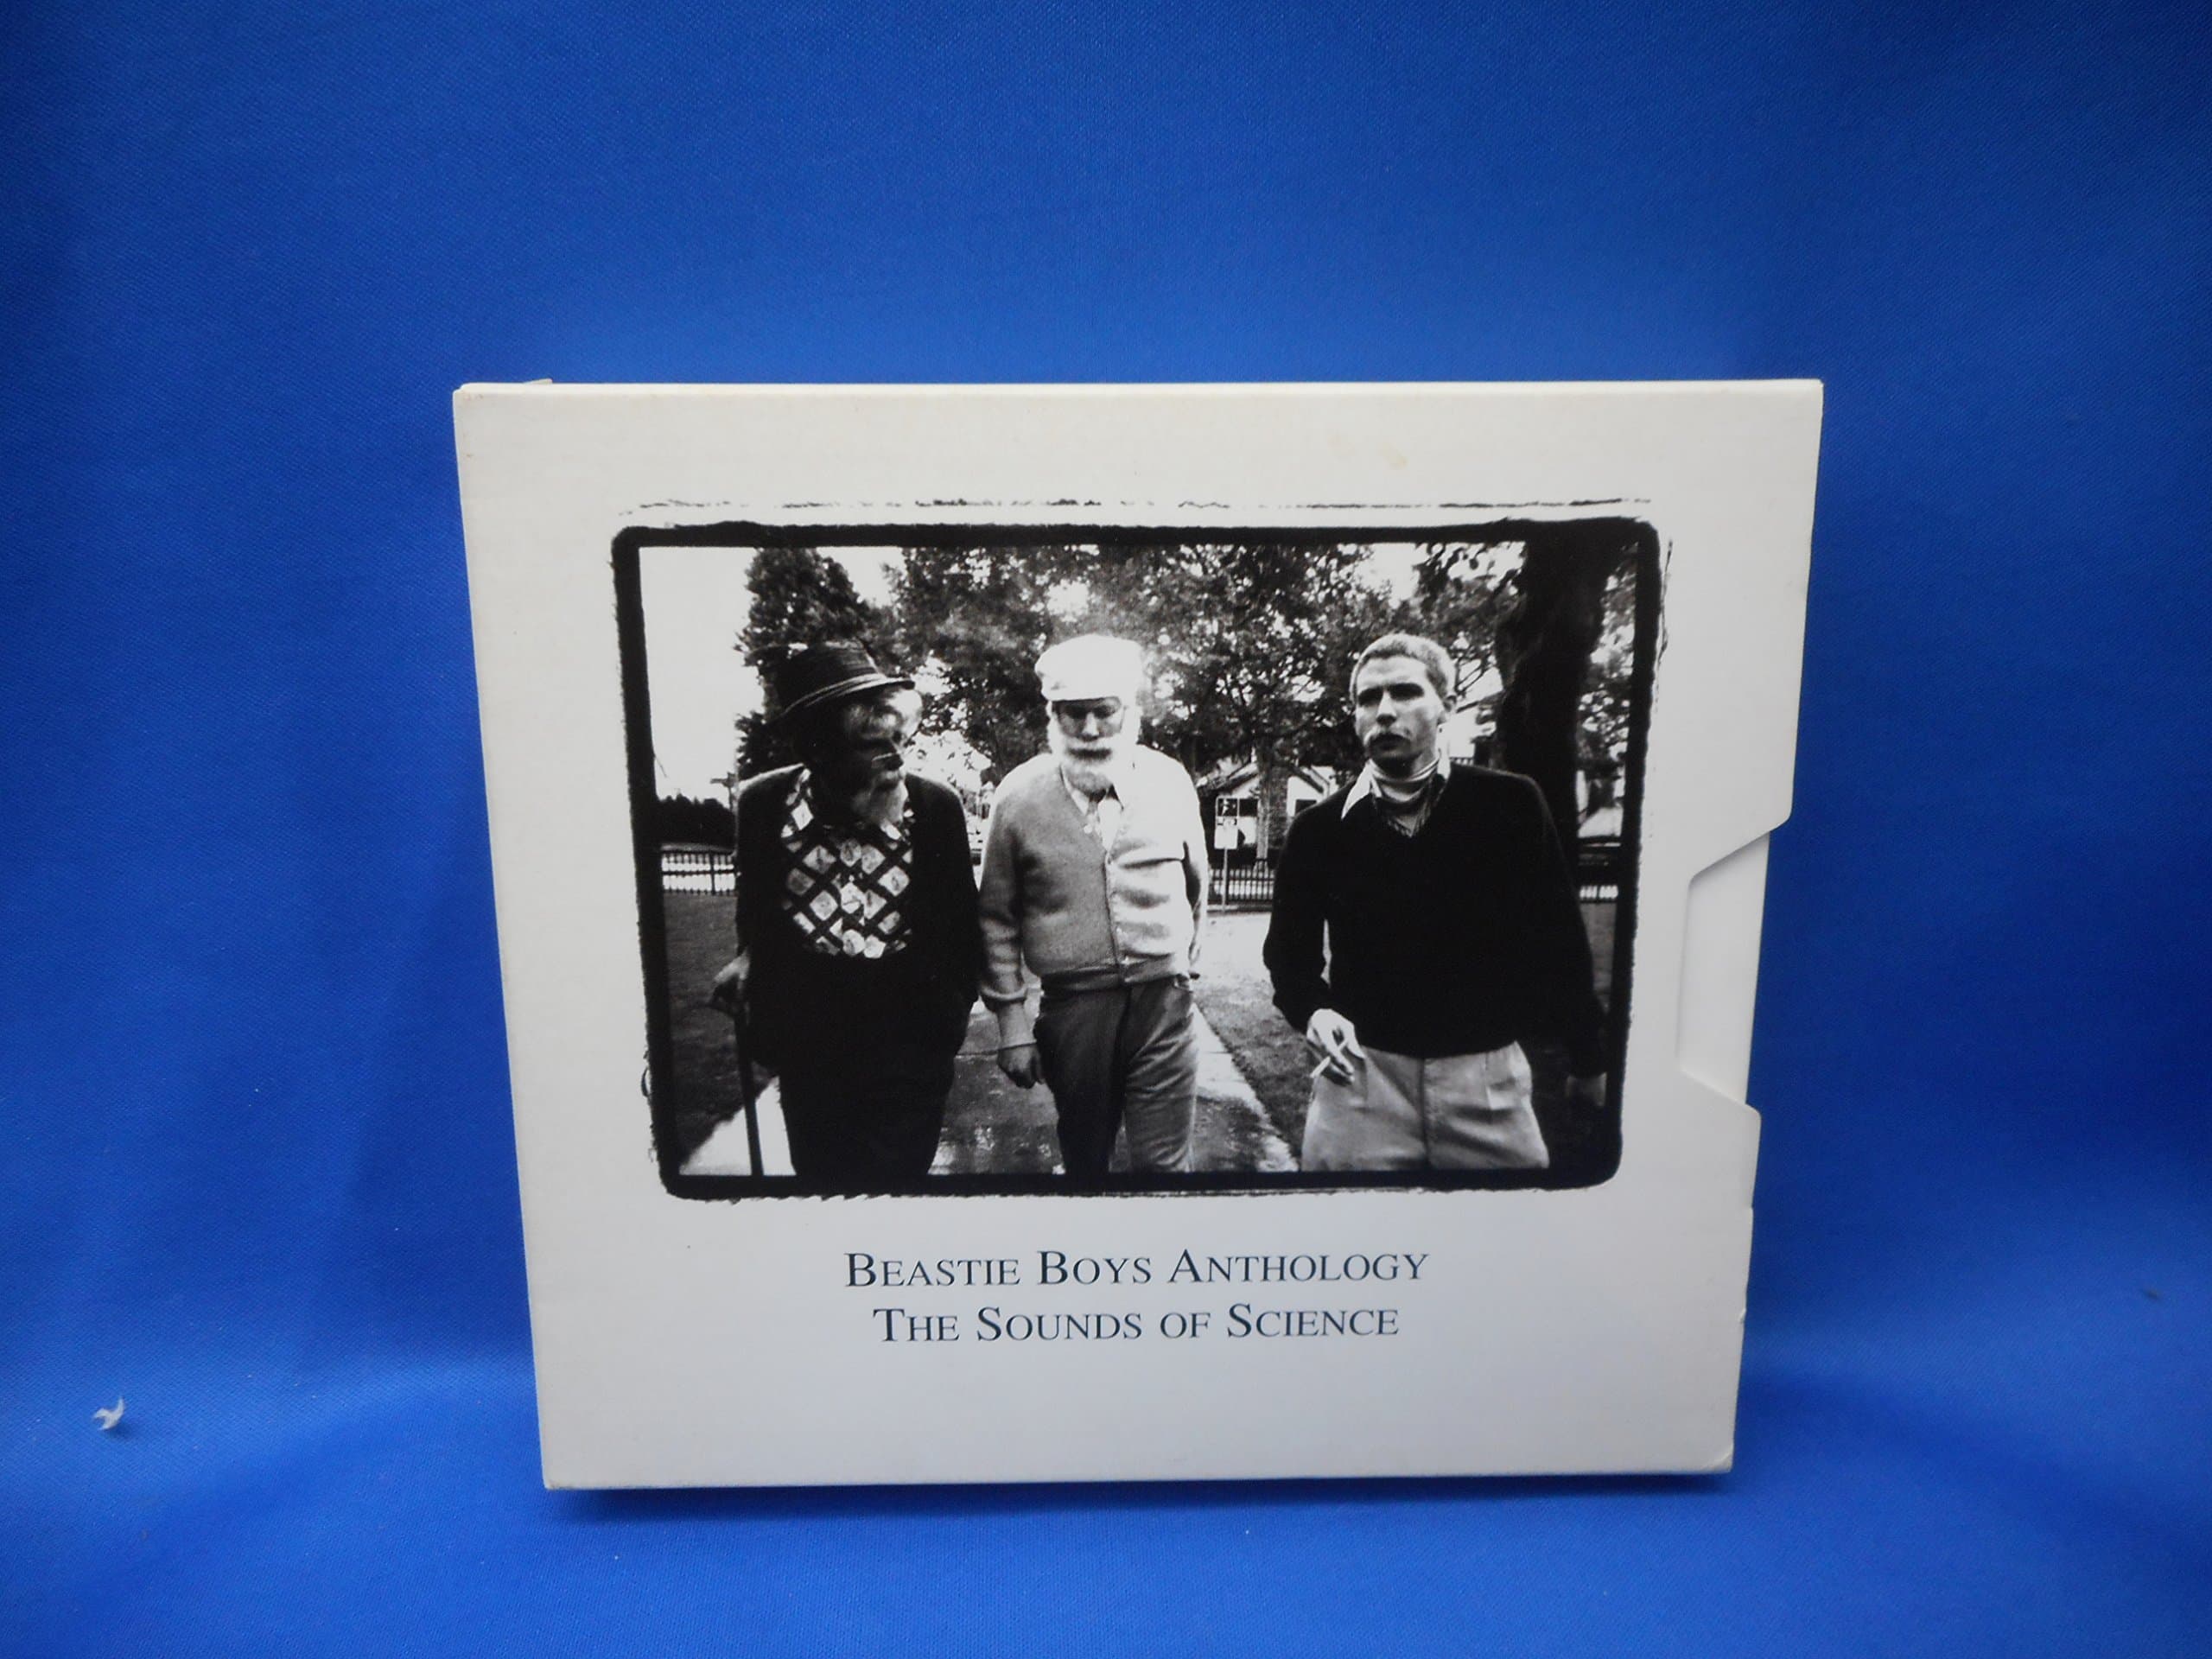 BEASTIE BOYS ANTHOLOGY
THE SOUNDS OF SCIENCE